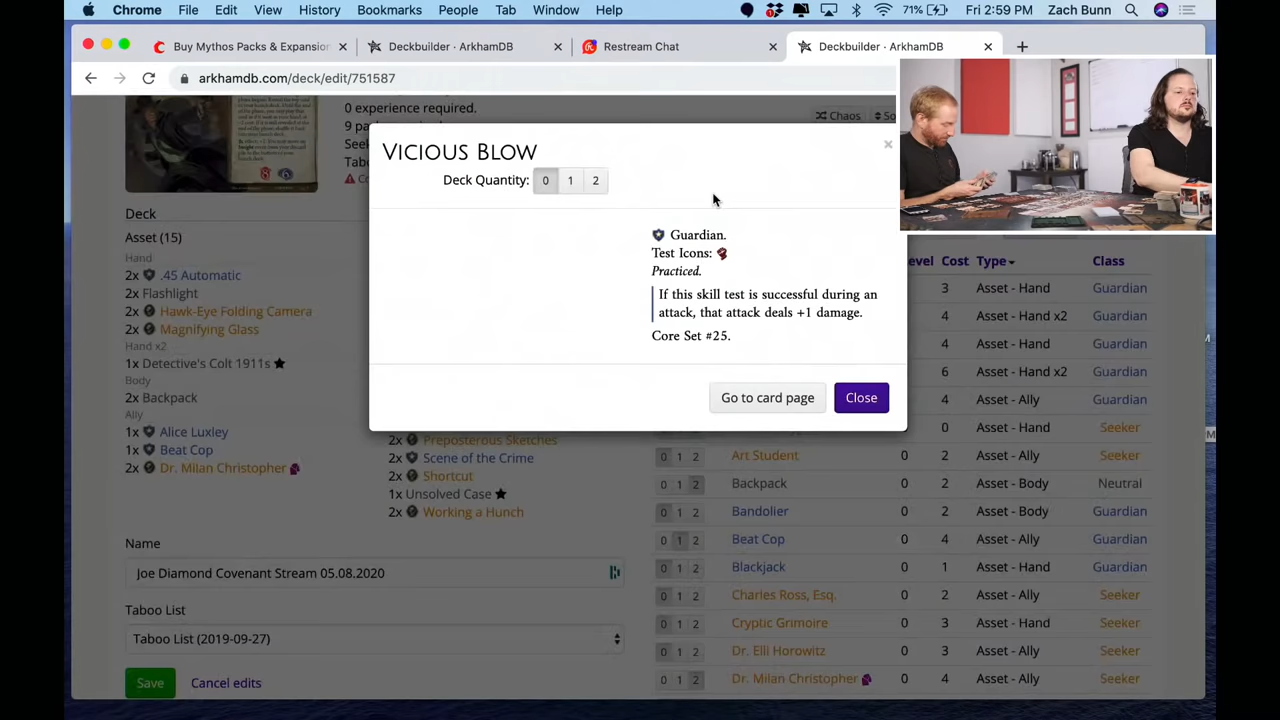 Chrome File Edit View History Bookmarks People Tab Window Help 71% Fri 2:59 PM Zach Bunn
Buy Mythos Packs & Expansion Deckbuilder · ArkhamDB Restream Chat Deckbuilder · ArkhamDB
arkhamdb.com/deck/edit/751587
0 experience required.
Chaos
VICIOUS BLOW
Deck Quantity: 0 1 2
Guardian.
Test Icons:
Practiced.
If this skill test is successful during an
attack, that attack deals +1 damage.
Core Set #25.
Go to card page Close
Deck
Asset (15)
Hand
2x .45 Automatic
2x Flashlight
2x Hawk-Eye Folding Camera
2x Magnifying Glass
Hand x2
1x Detective's Colt 1911s
Body
2x Backpack
Ally
1x Alice Luxley
1x Beat Cop
2x Dr. Milan Christopher
2x Preposterous Sketches
2x Scene of the Crime
2x Shortcut
1x Unsolved Case
2x Working a Hunch
Name
Joe Diamond Covenant Stream 05.08.2020
Taboo List
Taboo List (2019-09-27)
Save Cancel edits
Cost Type Class
3 Asset - Hand Guardian
4 Asset - Hand x2 Guardian
4 Asset - Hand Guardian
6 Asset - Hand x2 Guardian
4 Asset - Ally Guardian
0 Asset - Hand Seeker
0 1 2 Art Student 0 2 Asset - Ally Seeker
0 1 2 Backpack 0 2 Asset - Body Neutral
0 1 2 Bandolier 0 2 Asset - Body Guardian
0 1 2 Beat Cop 0 4 Asset - Ally Guardian
0 1 2 Blackjack 0 1 Asset - Hand Guardian
0 1 2 Charles Ross, Esq. 0 2 Asset - Ally Seeker
0 1 2 Cryptic Grimoire 0 3 Asset - Hand Seeker
0 1 2 Dr. Elli Horowitz 0 3 Asset - Ally Seeker
0 1 2 Dr. Milan Christopher 0 4 Asset - Ally Seeker